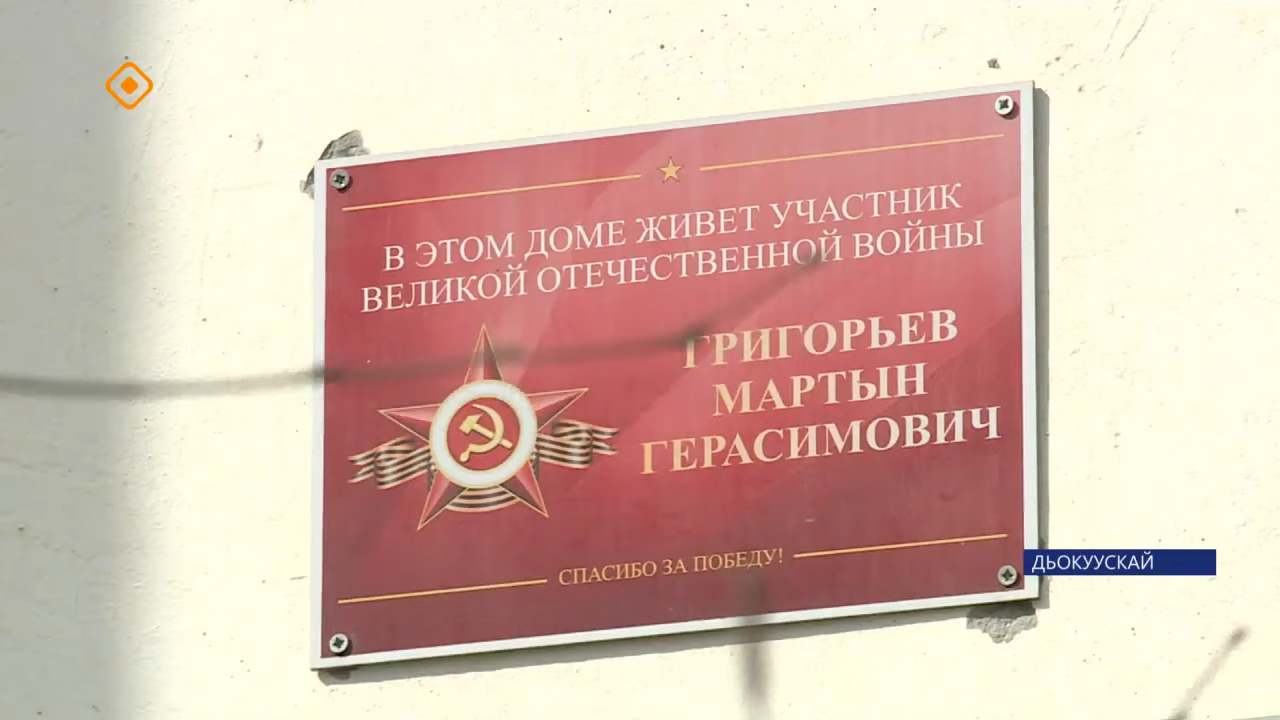 В ЭТОМ ДОМЕ ЖИВЕТ УЧАСТНИК
ВЕЛИКОЙ ОТЕЧЕСТВЕННОЙ ВОЙНЫ
ГРИГОРЬЕВ
МАРТЫН
ГЕРАСИМОВИЧ
СПАСИБО ЗА ПОБЕДУ!
ДЬОКУУСКАЙ